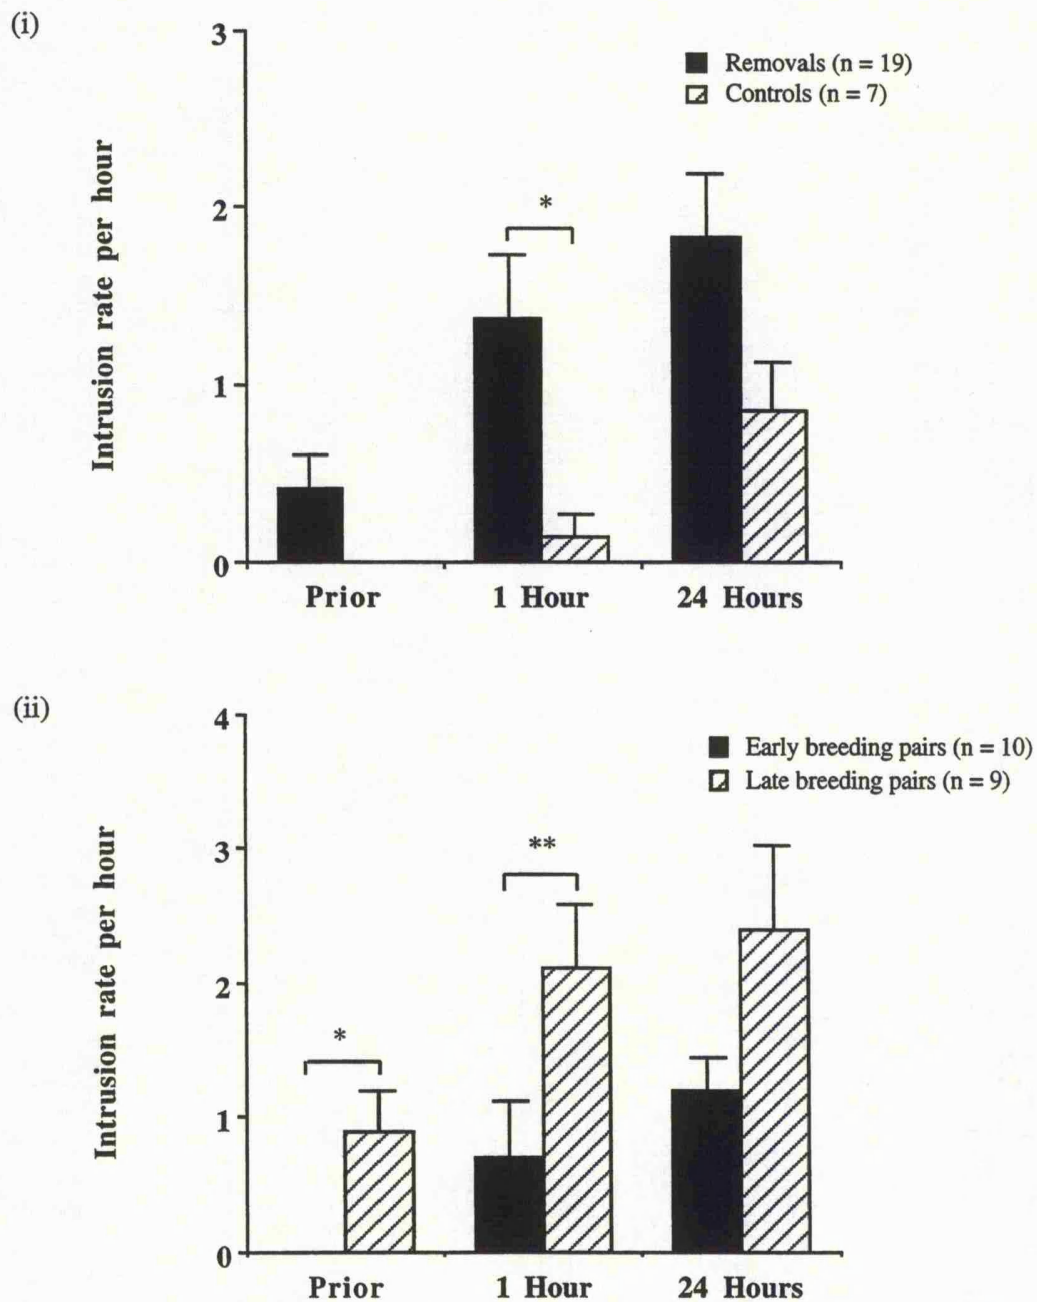 (i)
Intrusion rate per hour
3
2
1
0
Removals (n = 19)
Controls (n = 7)
*
Prior
1 Hour
24 Hours
(ii)
Intrusion rate per hour
4
3
2
1
0
Early breeding pairs (n = 10)
Late breeding pairs (n = 9)
*
**
Prior
1 Hour
24 Hours